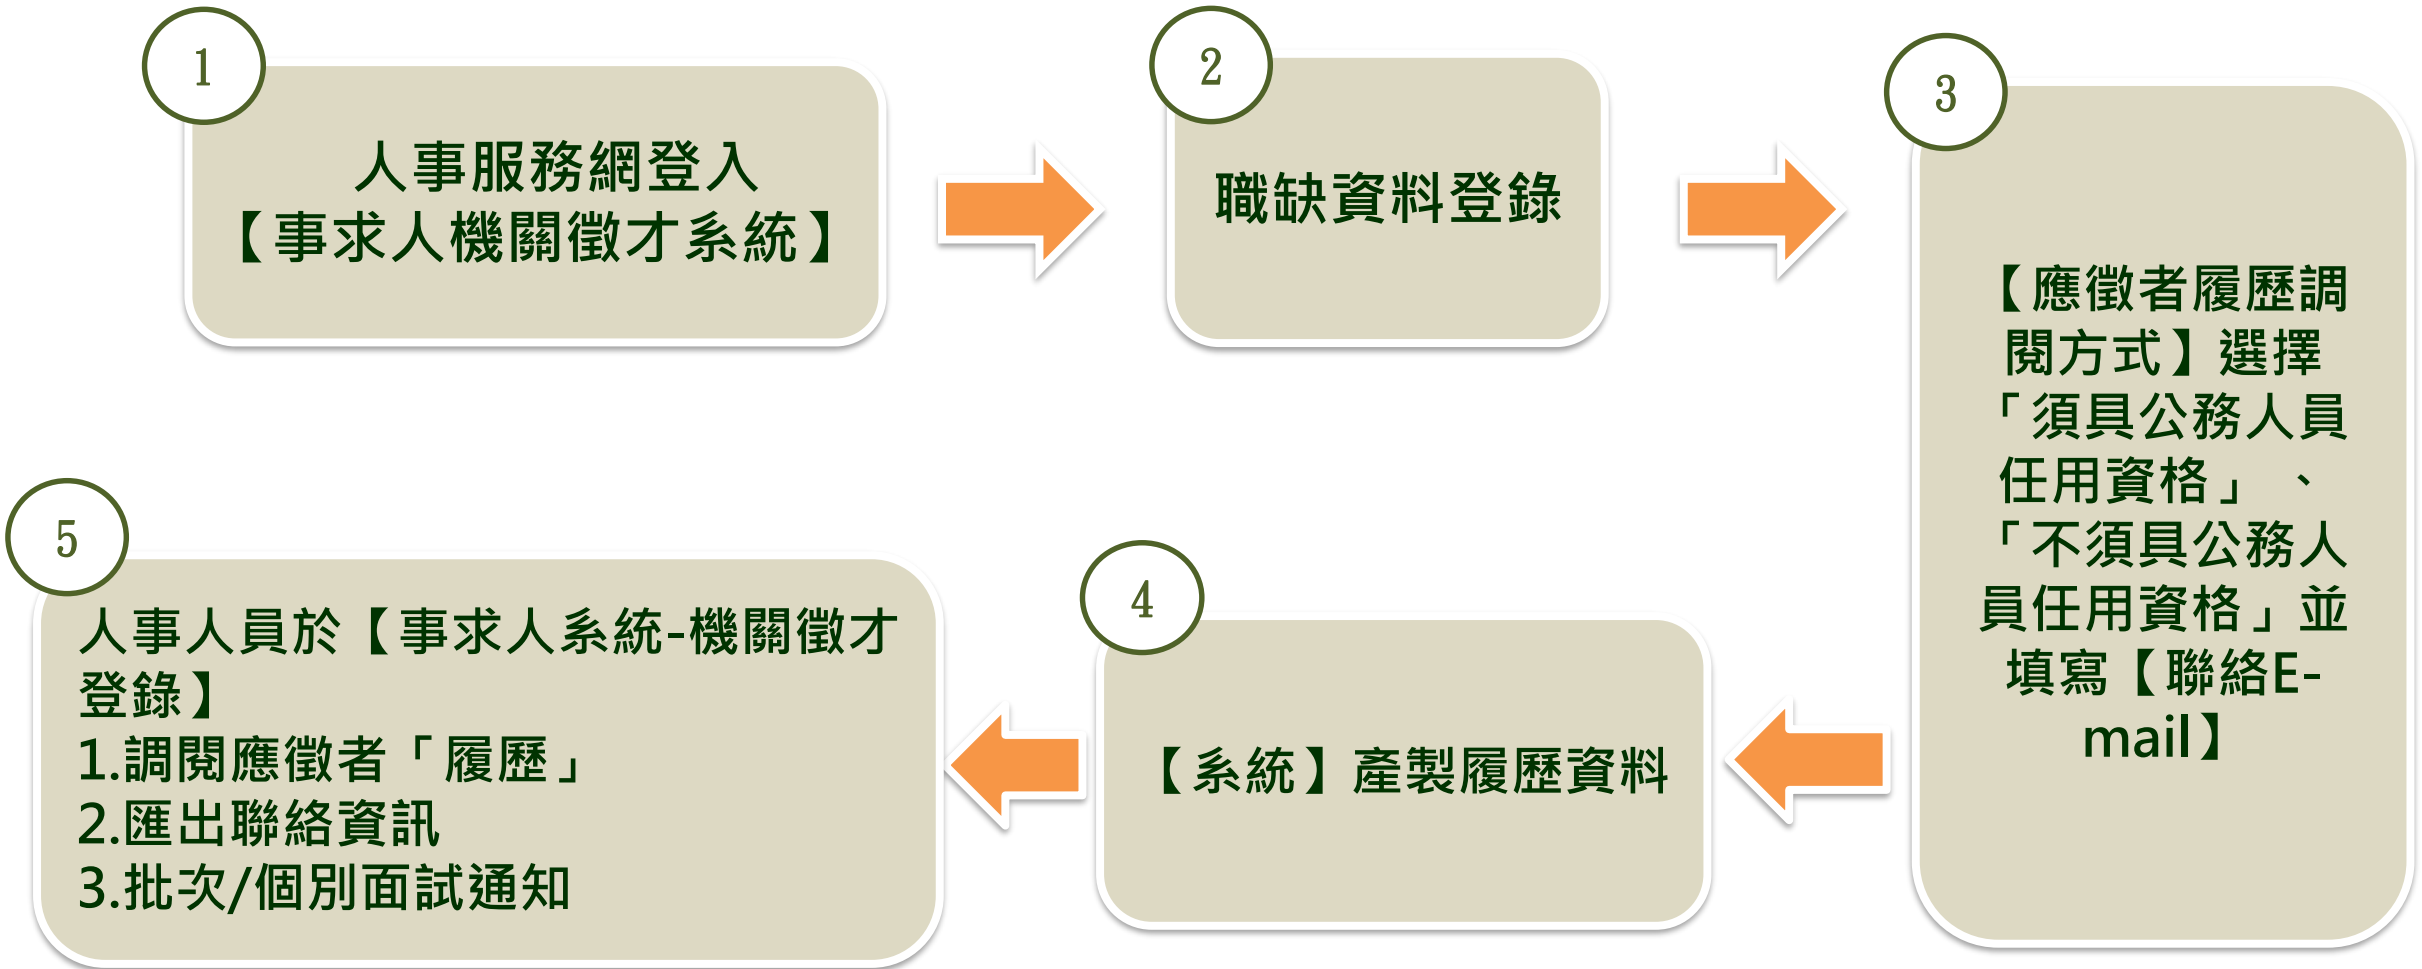 1
人事服務網登入
【事求人機關徵才系統】
2
職缺資料登錄
3
【應徵者履歷調
閱方式】選擇
「須具公務人員
任用資格」、
「不須具公務人
員任用資格」並
填寫【聯絡E-
mail】
4
【系統】產製履歷資料
5
人事人員於【事求人系統-機關徵才
登錄】
1.調閱應徵者「履歷」
2.匯出聯絡資訊
3.批次/個別面試通知